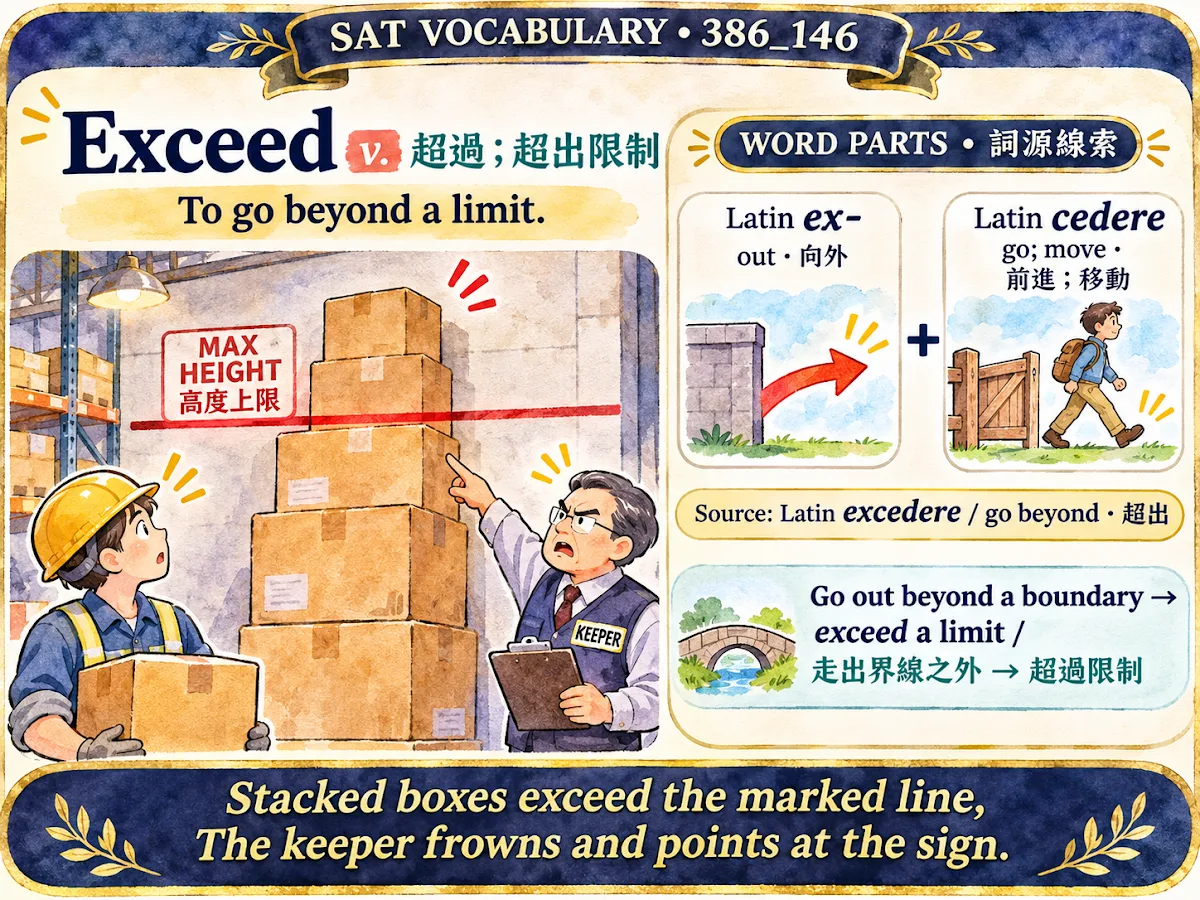 SAT VOCABULARY • 386_146
Exceed v. 超過；超出限制
To go beyond a limit.
MAX
HEIGHT
高度上限
KEEPER
WORD PARTS • 詞源線索
Latin ex-
out · 向外
+
Latin cedere
go; move ·
前進；移動
Source: Latin excedere / go beyond · 超出
Go out beyond a boundary →
exceed a limit /
走出界線之外 → 超過限制
Stacked boxes exceed the marked line,
The keeper frowns and points at the sign.